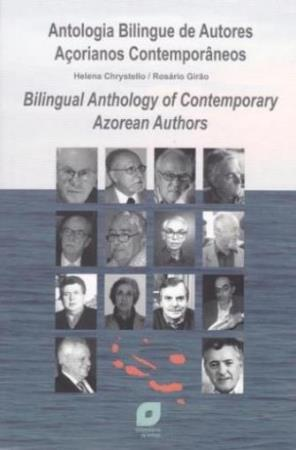 Antologia Bilingue de Autores
Açorianos Contemporâneos
Helena Chrystello / Rosário Girão
Bilingual Anthology of Contemporary
Azorean Authors